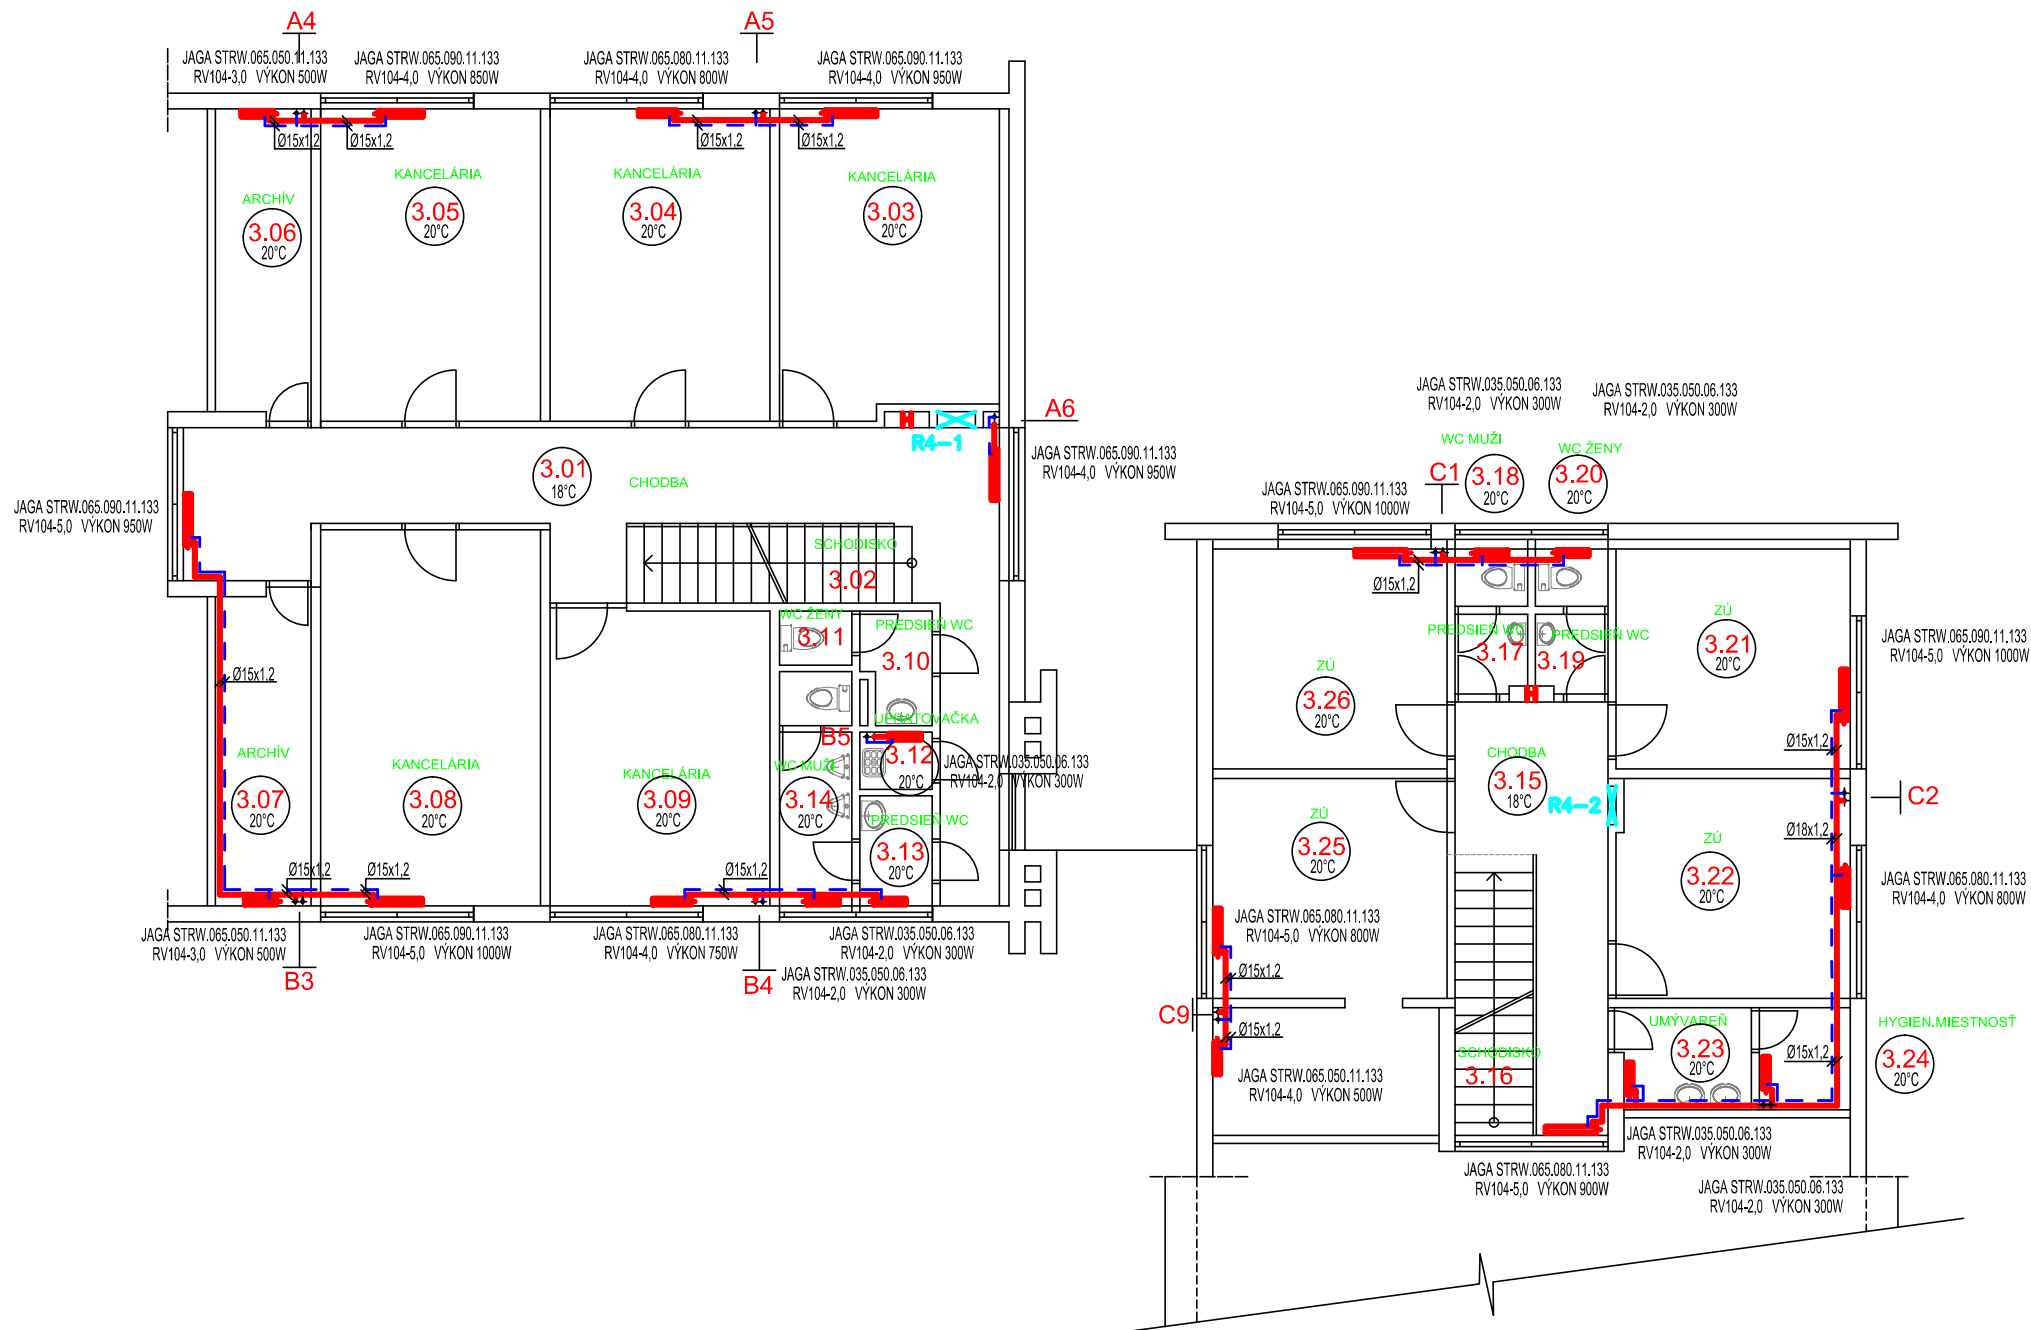 A4
A5
JAGA STRW.065.050.11.133
RV104-3,0 VÝKON 500W
JAGA STRW.065.090.11.133
RV104-4,0 VÝKON 850W
JAGA STRW.065.080.11.133
RV104-4,0 VÝKON 800W
JAGA STRW.065.090.11.133
RV104-4,0 VÝKON 950W
Ø15x1,2
Ø15x1,2
Ø15x1,2
Ø15x1,2
ARCHÍV
3.06
20°C
KANCELÁRIA
3.05
20°C
KANCELÁRIA
3.04
20°C
KANCELÁRIA
3.03
20°C
A6
R4-1
JAGA STRW.065.090.11.133
RV104-4,0 VÝKON 950W
3.01
18°C
CHODBA
JAGA STRW.065.090.11.133
RV104-5,0 VÝKON 950W
SCHODISKO
3.02
WC ŽENY
3.11
PREDSIEŇ WC
3.10
Ø15x1,2
UPRATOVAČKA
B5
3.12
20°C
JAGA STRW.035.050.06.133
RV104-2,0 VÝKON 300W
ARCHÍV
3.07
20°C
KANCELÁRIA
3.08
20°C
KANCELÁRIA
3.09
20°C
WC MUŽI
3.14
20°C
PREDSIEŇ WC
3.13
20°C
Ø15x1,2
Ø15x1,2
Ø15x1,2
JAGA STRW.065.050.11.133
RV104-3,0 VÝKON 500W
JAGA STRW.065.090.11.133
RV104-5,0 VÝKON 1000W
JAGA STRW.065.080.11.133
RV104-4,0 VÝKON 750W
JAGA STRW.035.050.06.133
RV104-2,0 VÝKON 300W
JAGA STRW.035.050.06.133
RV104-2,0 VÝKON 300W
B3
B4
JAGA STRW.035.050.06.133
RV104-2,0 VÝKON 300W
JAGA STRW.035.050.06.133
RV104-2,0 VÝKON 300W
WC MUŽI
3.18
20°C
WC ŽENY
3.20
20°C
C1
JAGA STRW.065.090.11.133
RV104-5,0 VÝKON 1000W
Ø15x1,2
PREDSIEŇ WC
3.17
PREDSIEŇ WC
3.19
ZÚ
3.21
20°C
JAGA STRW.065.090.11.133
RV104-5,0 VÝKON 1000W
ZÚ
3.26
20°C
Ø15x1,2
CHODBA
3.15
18°C
R4-2
C2
Ø18x1,2
ZÚ
3.25
20°C
ZÚ
3.22
20°C
JAGA STRW.065.080.11.133
RV104-4,0 VÝKON 800W
JAGA STRW.065.080.11.133
RV104-5,0 VÝKON 800W
Ø15x1,2
C9
Ø15x1,2
UMÝVAREŇ
3.23
20°C
HYGIEN.MIESTNOSŤ
3.24
20°C
Ø15x1,2
SCHODISKO
3.16
JAGA STRW.065.050.11.133
RV104-4,0 VÝKON 500W
JAGA STRW.035.050.06.133
RV104-2,0 VÝKON 300W
JAGA STRW.065.080.11.133
RV104-5,0 VÝKON 900W
JAGA STRW.035.050.06.133
RV104-2,0 VÝKON 300W